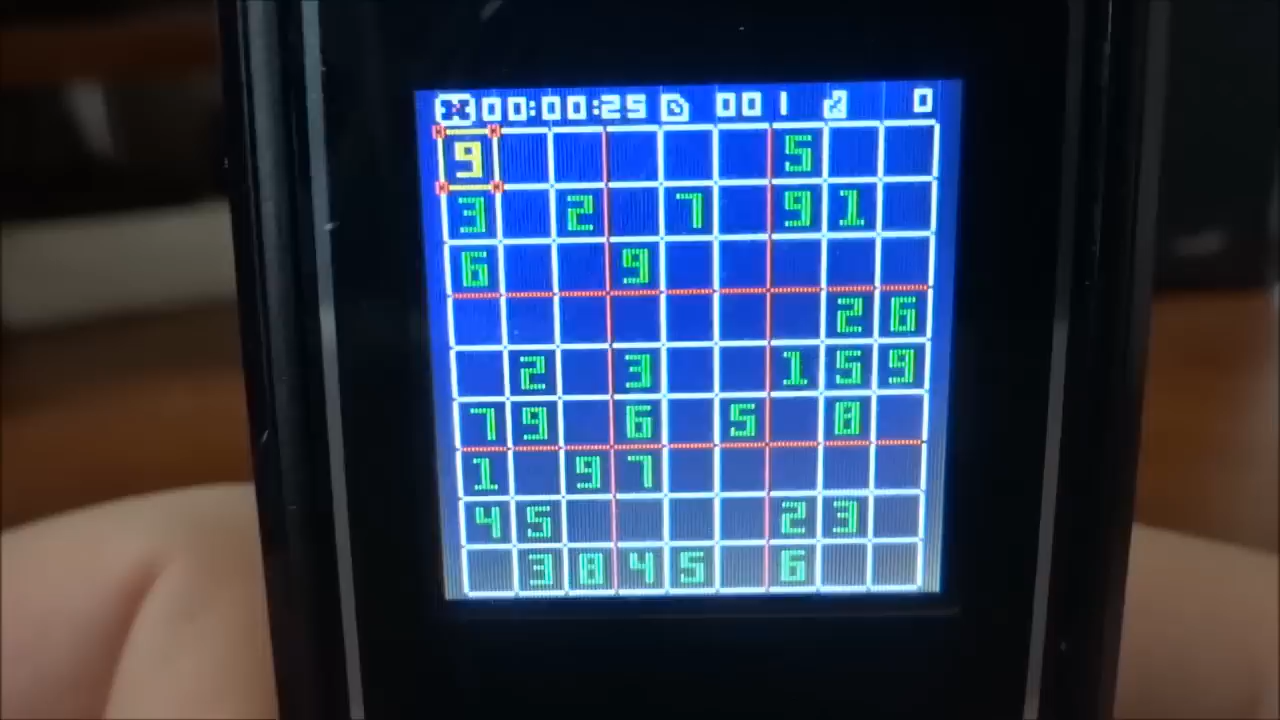 00:00:25 001 0
9 5
3 2 7 9 1
6 9
2 6
2 3 1 5 9
7 9 6 5 8
1 9 7
4 5 2 3
3 8 4 5 6